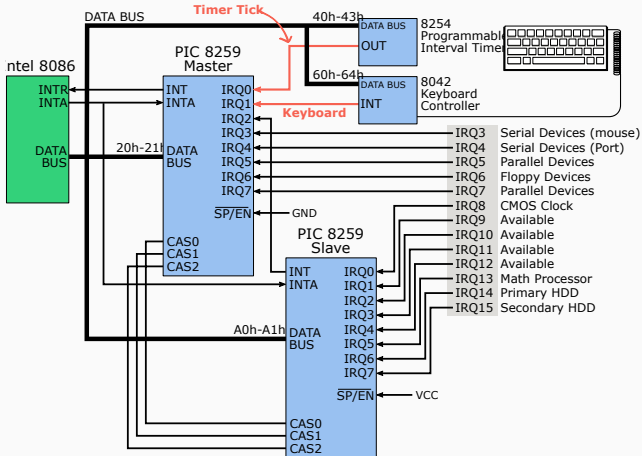 Timer Tick
DATA BUS
40h-43h
DATA BUS
OUT
8254
Programmable
Interval Timer
60h-64h
DATA BUS
INT
8042
Keyboard
Controller
Keyboard
ntel 8086
INTR
INTA
DATA
BUS
20h-21h
PIC 8259
Master
INT
INTA
DATA
BUS
IRQ0
IRQ1
IRQ2
IRQ3
IRQ4
IRQ5
IRQ6
IRQ7
SP/EN
GND
CAS0
CAS1
CAS2
IRQ3 Serial Devices (mouse)
IRQ4 Serial Devices (Port)
IRQ5 Parallel Devices
IRQ6 Floppy Devices
IRQ7 Parallel Devices
IRQ8 CMOS Clock
IRQ9 Available
IRQ10 Available
IRQ11 Available
IRQ12 Available
IRQ13 Math Processor
IRQ14 Primary HDD
IRQ15 Secondary HDD
PIC 8259
Slave
INT
INTA
A0h-A1h
DATA
BUS
IRQ0
IRQ1
IRQ2
IRQ3
IRQ4
IRQ5
IRQ6
IRQ7
SP/EN
VCC
CAS0
CAS1
CAS2